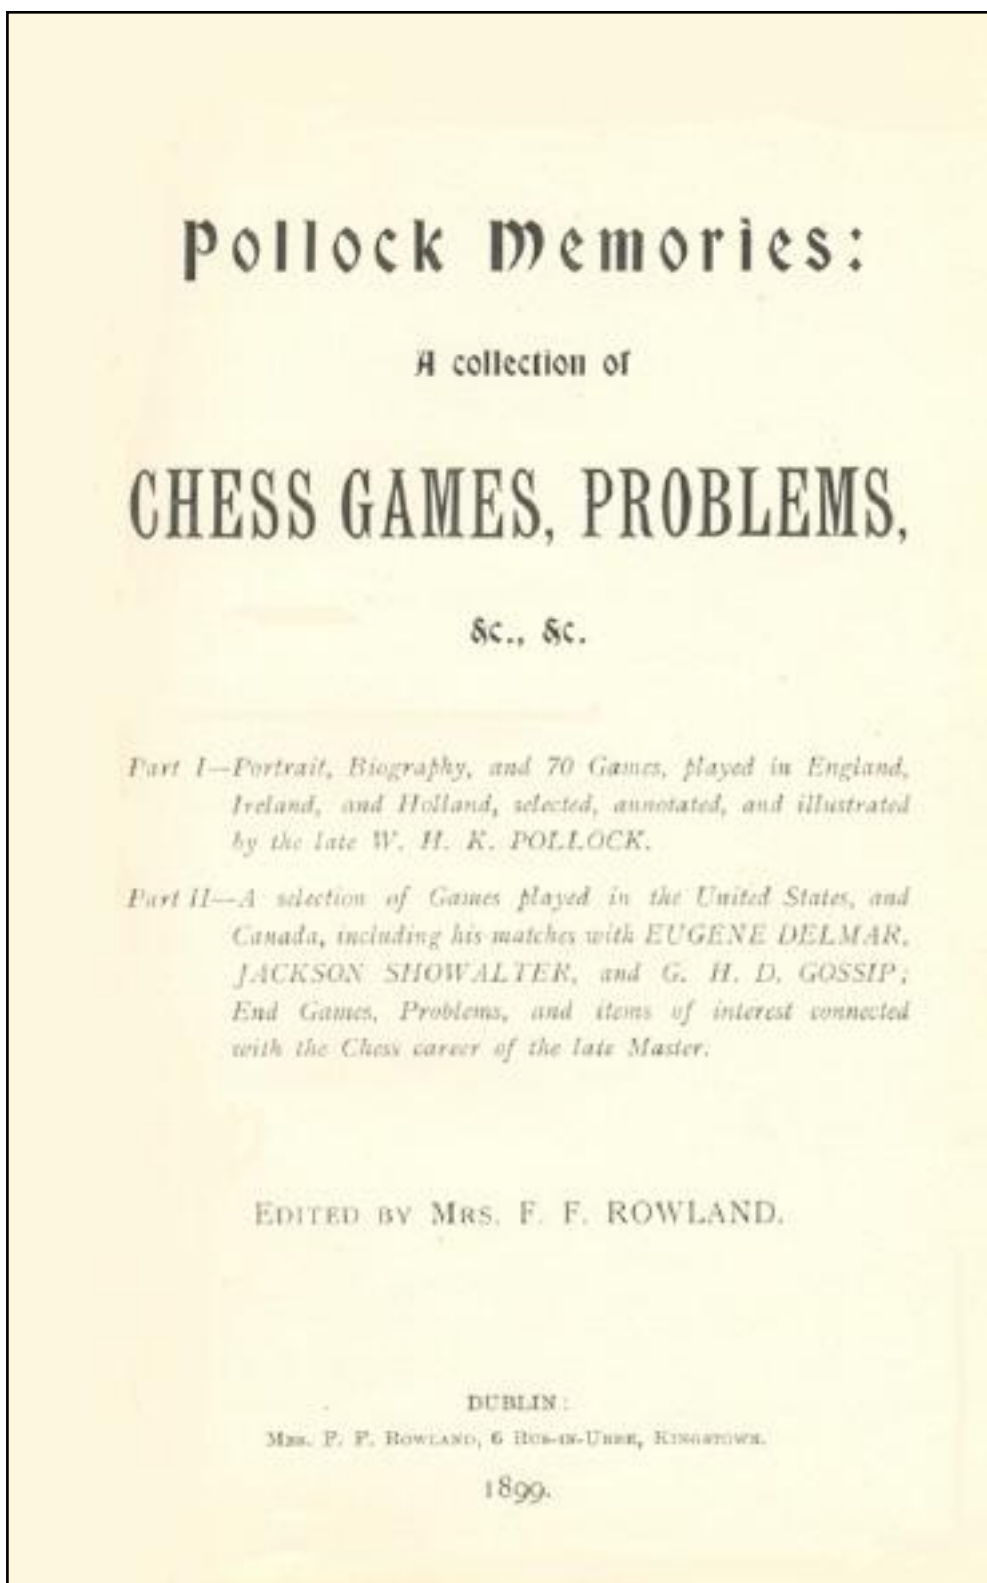 Pollock Memories:
A collection of
CHESS GAMES, PROBLEMS,
&c., &c.
Part I—Portrait, Biography, and 70 Games, played in England,
Ireland, and Holland, selected, annotated, and illustrated
by the late W. H. K. POLLOCK.
Part II—A selection of Games played in the United States, and
Canada, including his matches with EUGENE DELMAR,
JACKSON SHOWALTER, and G. H. D. GOSSIP;
End Games, Problems, and items of interest connected
with the Chess career of the late Master.
EDITED BY MRS. F. F. ROWLAND.
DUBLIN:
MRS. F. F. ROWLAND, 6 RUS-IN-URBE, KINGSTOWN.
1899.